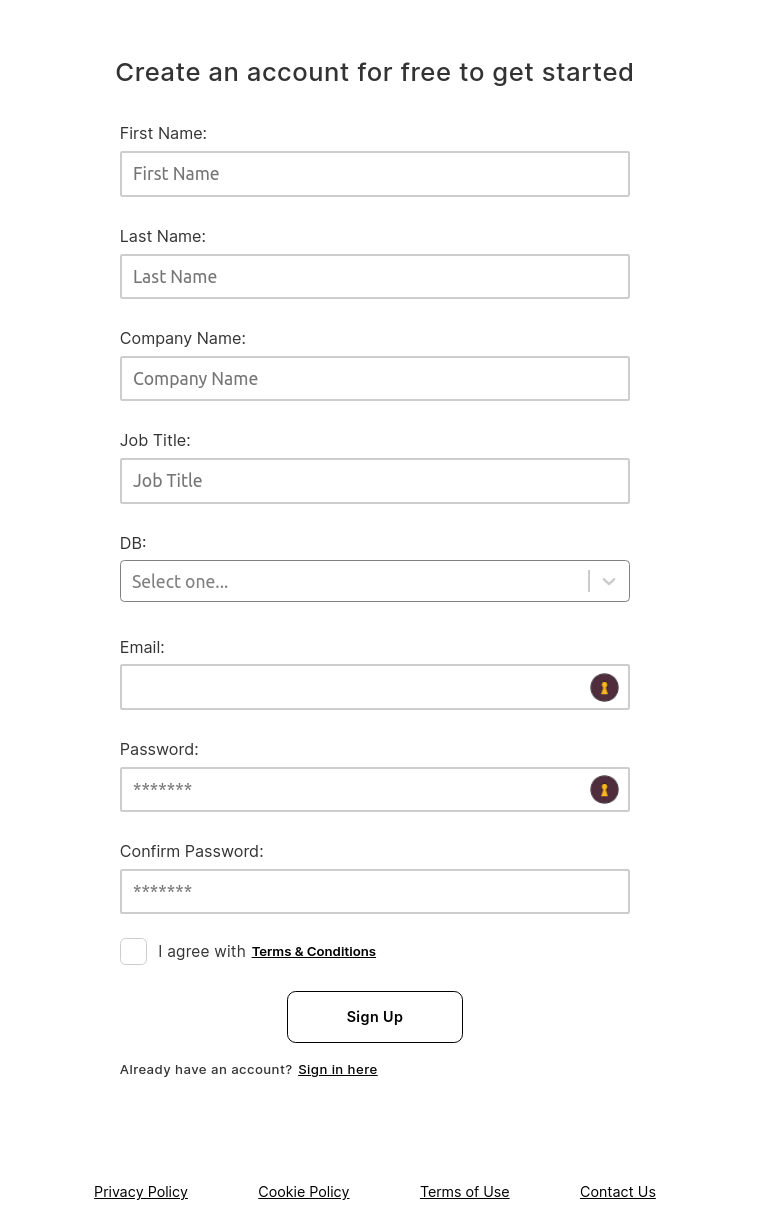 Create an account for free to get started
First Name:
First Name
Last Name:
Last Name
Company Name:
Company Name
Job Title:
Job Title
DB:
Select one...
Email:
Password:
*******
Confirm Password:
*******
I agree with Terms & Conditions
Sign Up
Already have an account? Sign in here
Privacy Policy Cookie Policy Terms of Use Contact Us